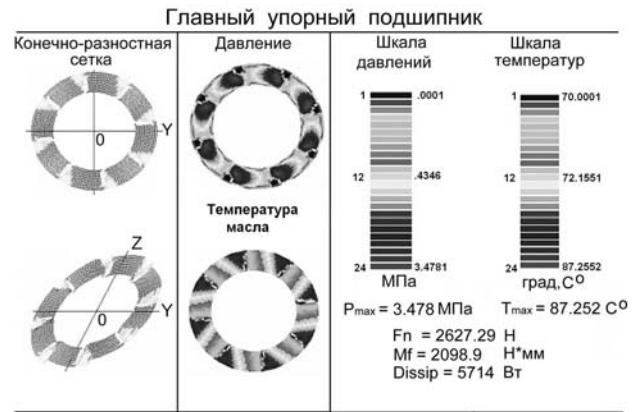 Главный упорный подшипник
Конечно-разностная
сетка
Y
0
Z
Y
0
Давление
Температура
масла
Шкала
давлений
1 .0001
12 .4346
24 3.4781
МПа
Шкала
температур
1 70.0001
12 72.1551
24 87.2552
град,С⁰
Pmax = 3.478 МПа Tmax = 87.252 С⁰
Fn = 2627.29 Н
Mf = 2098.9 Н*мм
Dissip = 5714 Вт